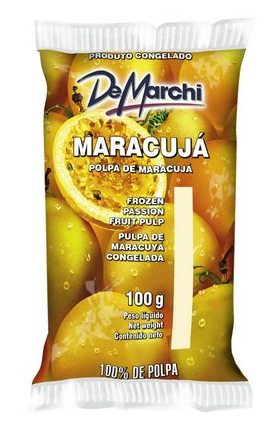 PRODUTO CONGELADO
DeMarchi
MARACUJÁ
POLPA DE MARACUJÁ
FROZEN
PASSION
FRUIT PULP
PULPA DE
MARACUYÁ
CONGELADA
100 g
Peso líquido
Net weight
Contenido neto
100% DE POLPA